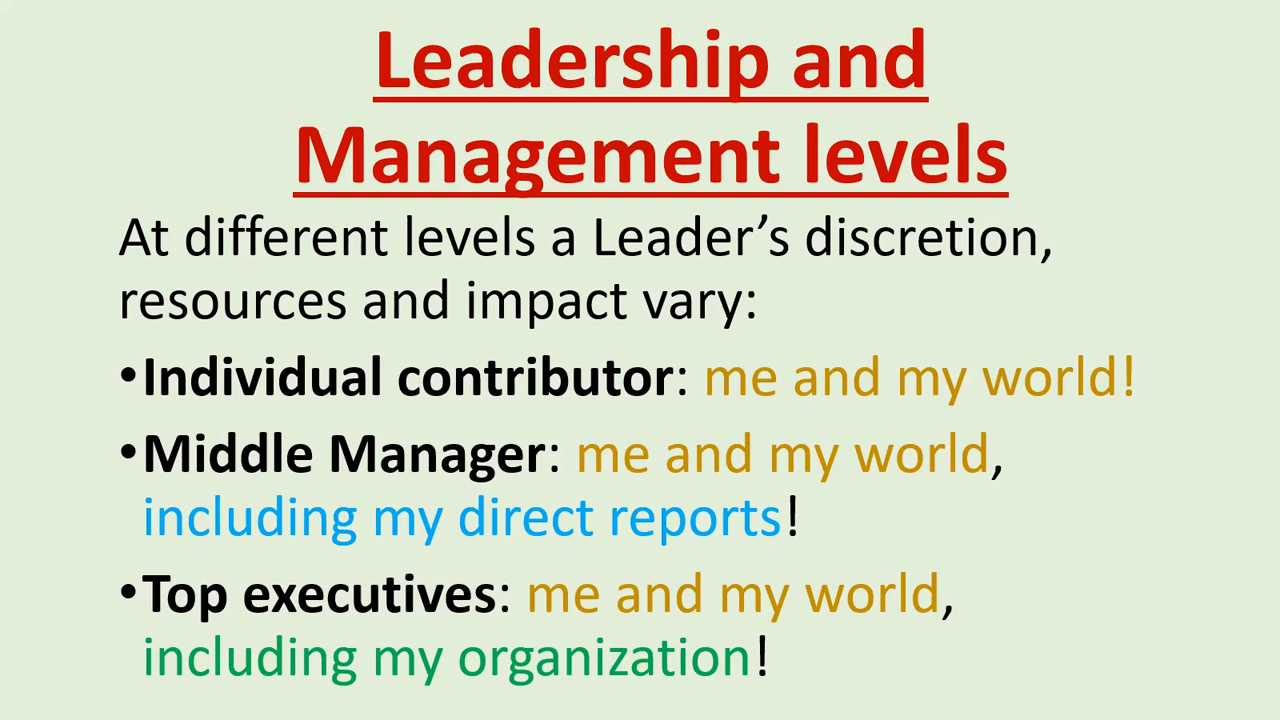 Leadership and
Management levels
At different levels a Leader’s discretion,
resources and impact vary:
•Individual contributor: me and my world!
•Middle Manager: me and my world,
including my direct reports!
•Top executives: me and my world,
including my organization!